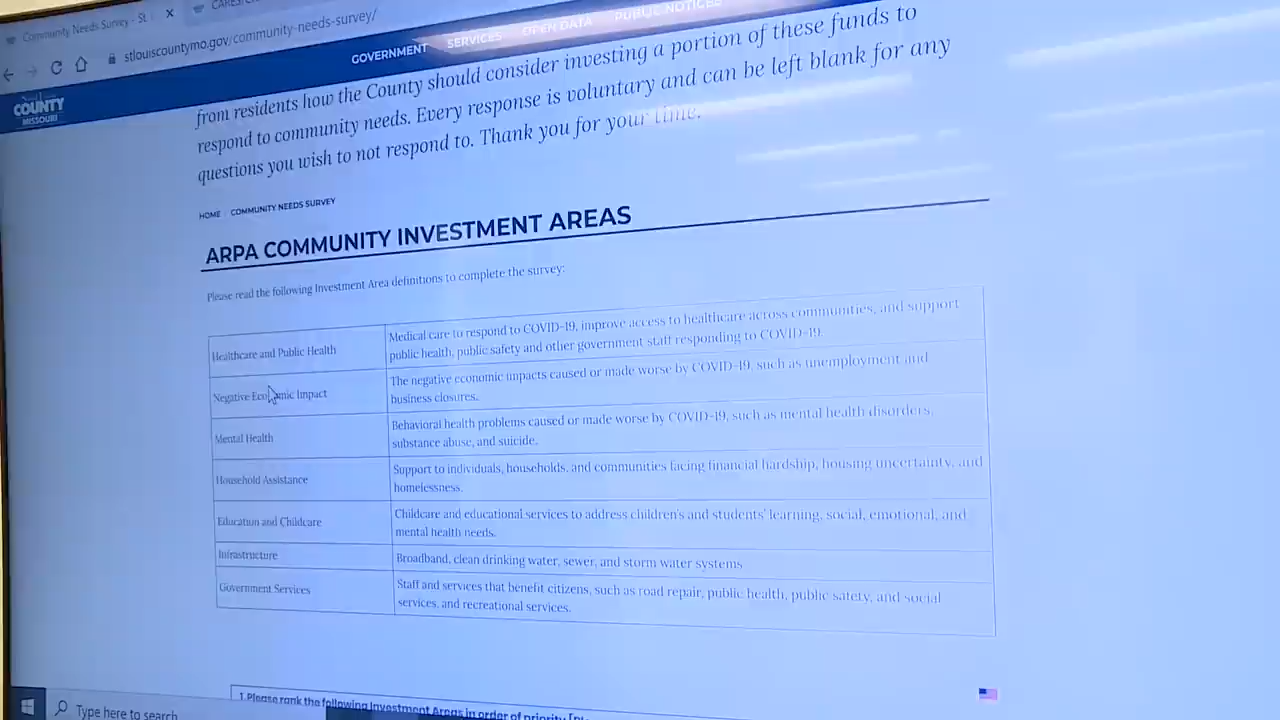 Community Needs Survey - St.
stlouiscountymo.gov/community-needs-survey/
COUNTY
MISSOURI
GOVERNMENT SERVICES OPEN DATA PUBLIC NOTICES
from residents how the County should consider investing a portion of these funds to
respond to community needs. Every response is voluntary and can be left blank for any
questions you wish to not respond to. Thank you for your time.
HOME COMMUNITY NEEDS SURVEY
ARPA COMMUNITY INVESTMENT AREAS
Please read the following Investment Area definitions to complete the survey:
Healthcare and Public Health
Medical care to respond to COVID-19, improve access to healthcare across communities, and support
public health, public safety and other government staff responding to COVID-19.
Negative Economic Impact
The negative economic impacts caused or made worse by COVID-19, such as unemployment and
business closures.
Mental Health
Behavioral health problems caused or made worse by COVID-19, such as mental health disorders,
substance abuse, and suicide.
Household Assistance
Support to individuals, households, and communities facing financial hardship, housing uncertainty, and
homelessness.
Education and Childcare
Childcare and educational services to address children's and students' learning, social, emotional, and
mental health needs.
Infrastructure
Broadband, clean drinking water, sewer, and storm water systems
Government Services
Staff and services that benefit citizens, such as road repair, public health, public safety, and social
services, and recreational services.
1.Please rank the following Investment Areas in order of priority
Type here to search